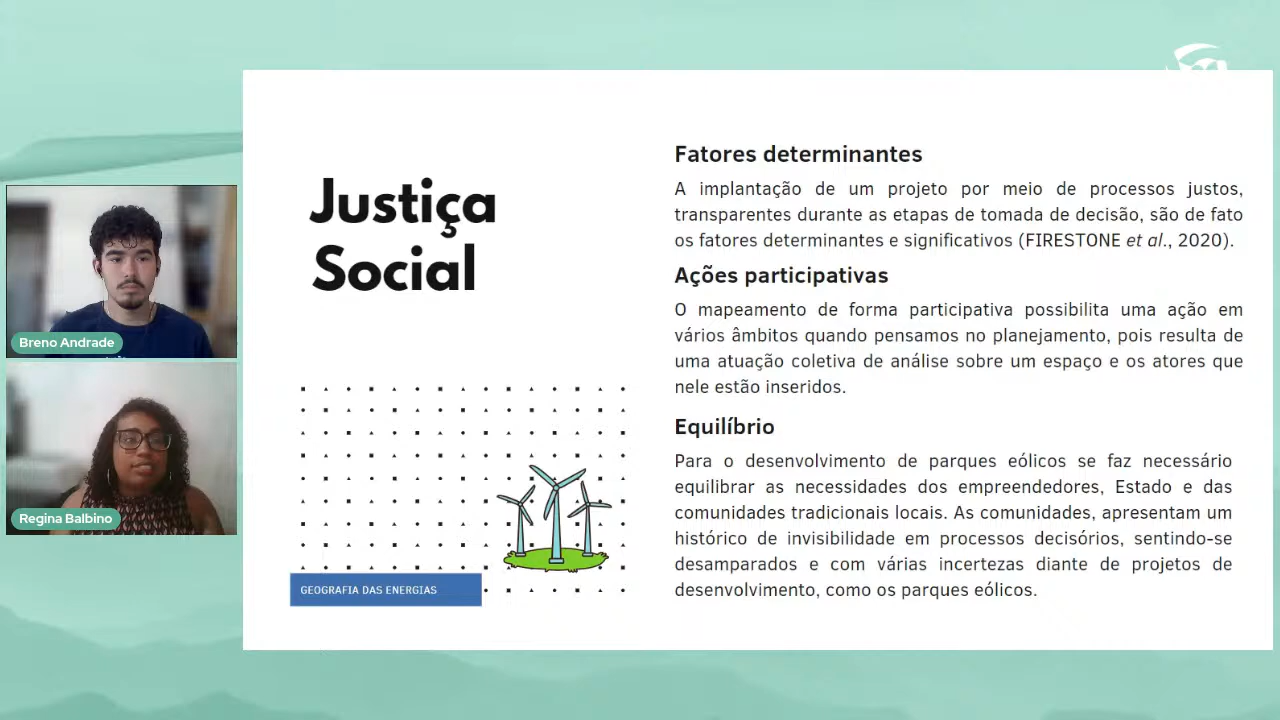 Justiça
Social
GEOGRAFIA DAS ENERGIAS
Fatores determinantes
A implantação de um projeto por meio de processos justos,
transparentes durante as etapas de tomada de decisão, são de fato
os fatores determinantes e significativos (FIRESTONE et al., 2020).
Ações participativas
O mapeamento de forma participativa possibilita uma ação em
vários âmbitos quando pensamos no planejamento, pois resulta de
uma atuação coletiva de análise sobre um espaço e os atores que
nele estão inseridos.
Equilíbrio
Para o desenvolvimento de parques eólicos se faz necessário
equilibrar as necessidades dos empreendedores, Estado e das
comunidades tradicionais locais. As comunidades, apresentam um
histórico de invisibilidade em processos decisórios, sentindo-se
desamparados e com várias incertezas diante de projetos de
desenvolvimento, como os parques eólicos.
Breno Andrade
Regina Balbino